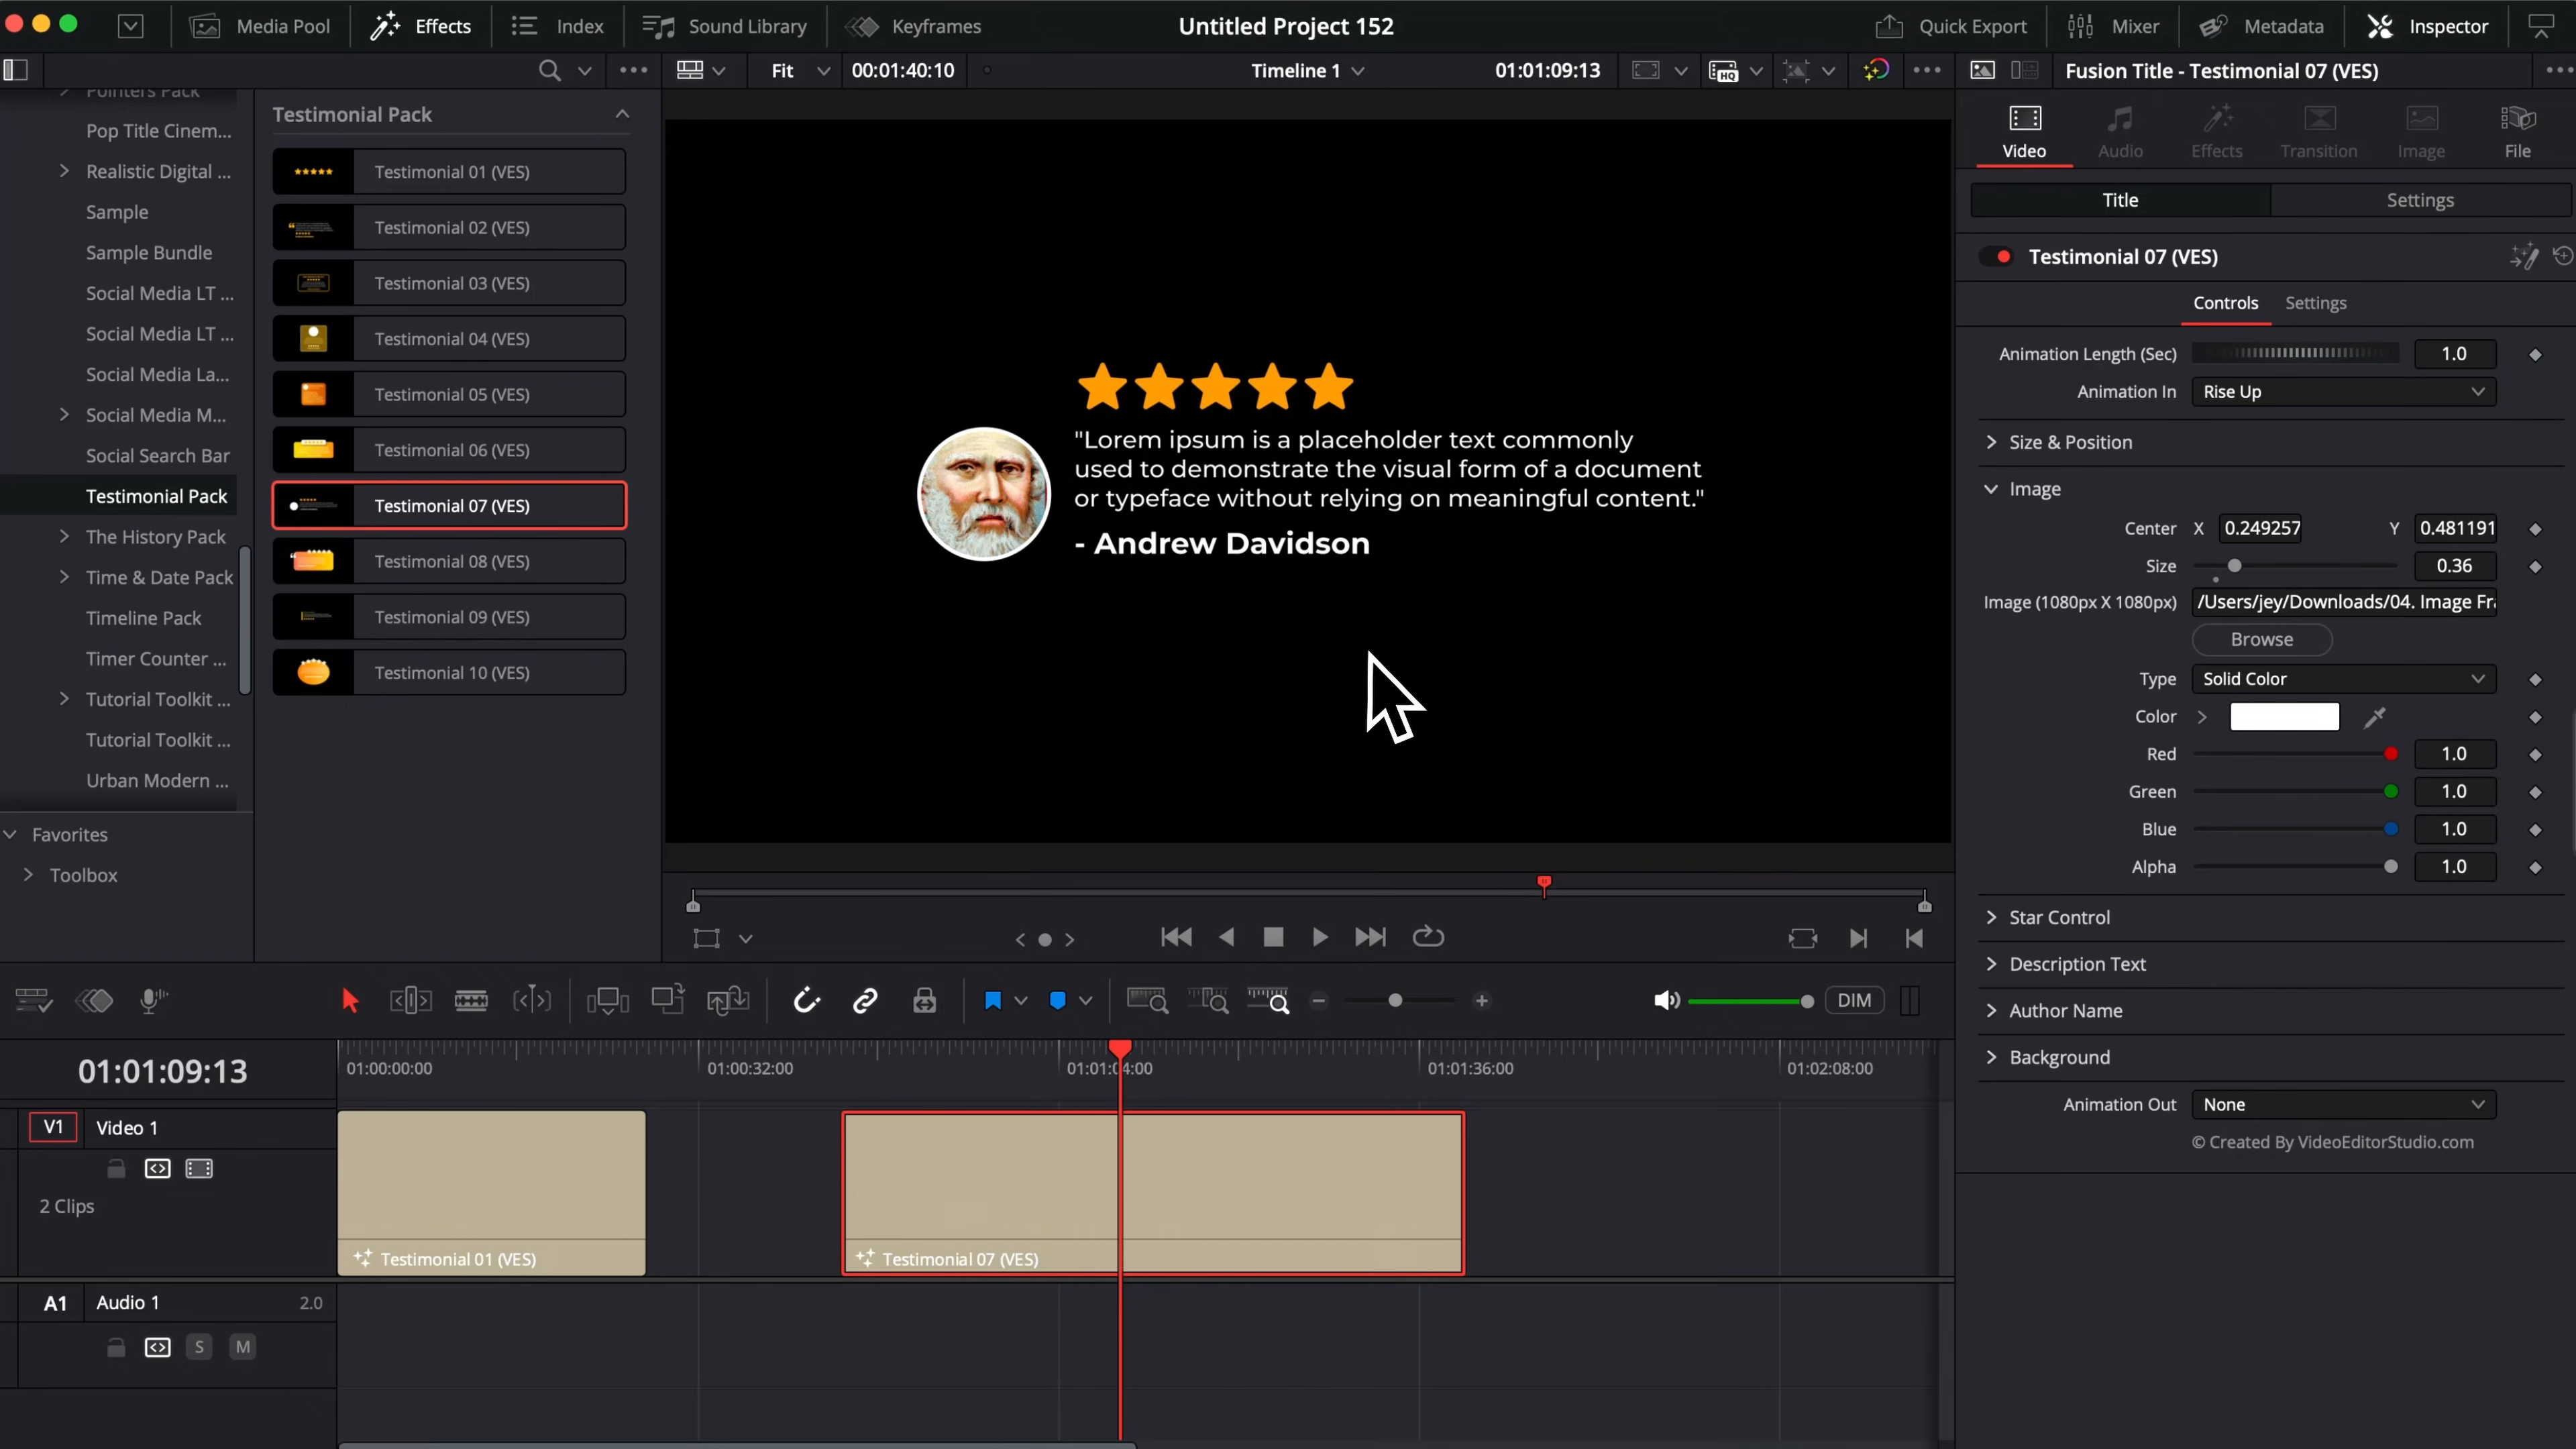 Media Pool
Effects
Index
Sound Library
Keyframes
Untitled Project 152
Quick Export
Mixer
Metadata
Inspector
Fit
00:01:40:10
Timeline 1
01:01:09:13
HQ
Fusion Title - Testimonial 07 (VES)
Pointers Pack
Pop Title Cinem...
Realistic Digital ...
Sample
Sample Bundle
Social Media LT ...
Social Media LT ...
Social Media La...
Social Media M...
Social Search Bar
Testimonial Pack
The History Pack
Time & Date Pack
Timeline Pack
Timer Counter ...
Tutorial Toolkit ...
Tutorial Toolkit ...
Urban Modern ...
Favorites
Toolbox
Testimonial Pack
Testimonial 01 (VES)
Testimonial 02 (VES)
Testimonial 03 (VES)
Testimonial 04 (VES)
Testimonial 05 (VES)
Testimonial 06 (VES)
Testimonial 07 (VES)
Testimonial 08 (VES)
Testimonial 09 (VES)
Testimonial 10 (VES)
"Lorem ipsum is a placeholder text commonly
used to demonstrate the visual form of a document
or typeface without relying on meaningful content."
- Andrew Davidson
Video
Audio
Effects
Transition
Image
File
Title
Settings
Testimonial 07 (VES)
Controls
Settings
Animation Length (Sec) 1.0
Animation In Rise Up
Size & Position
Image
Center X 0.249257 Y 0.481191
Size 0.36
Image (1080px X 1080px) /Users/jey/Downloads/04. Image Fr
Browse
Type Solid Color
Color
Red 1.0
Green 1.0
Blue 1.0
Alpha 1.0
Star Control
Description Text
Author Name
Background
Animation Out None
© Created By VideoEditorStudio.com
DIM
01:01:09:13
01:00:00:00
01:00:32:00
01:01:04:00
01:01:36:00
01:02:08:00
V1 Video 1
2 Clips
Testimonial 01 (VES)
Testimonial 07 (VES)
A1 Audio 1 2.0
S M